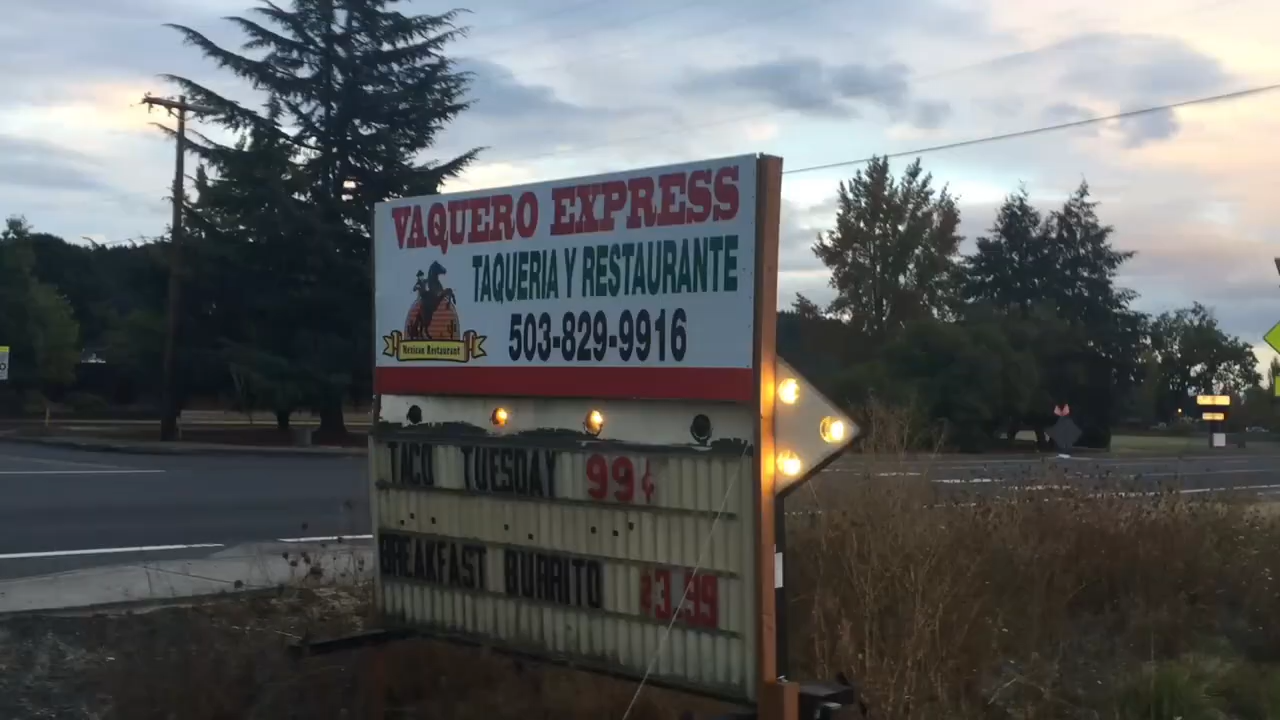 VAQUERO EXPRESS
TAQUERIA Y RESTAURANTE
503-829-9916
Mexican Restaurant
TACO TUESDAY 99¢
BREAKFAST BURRITO $3.99